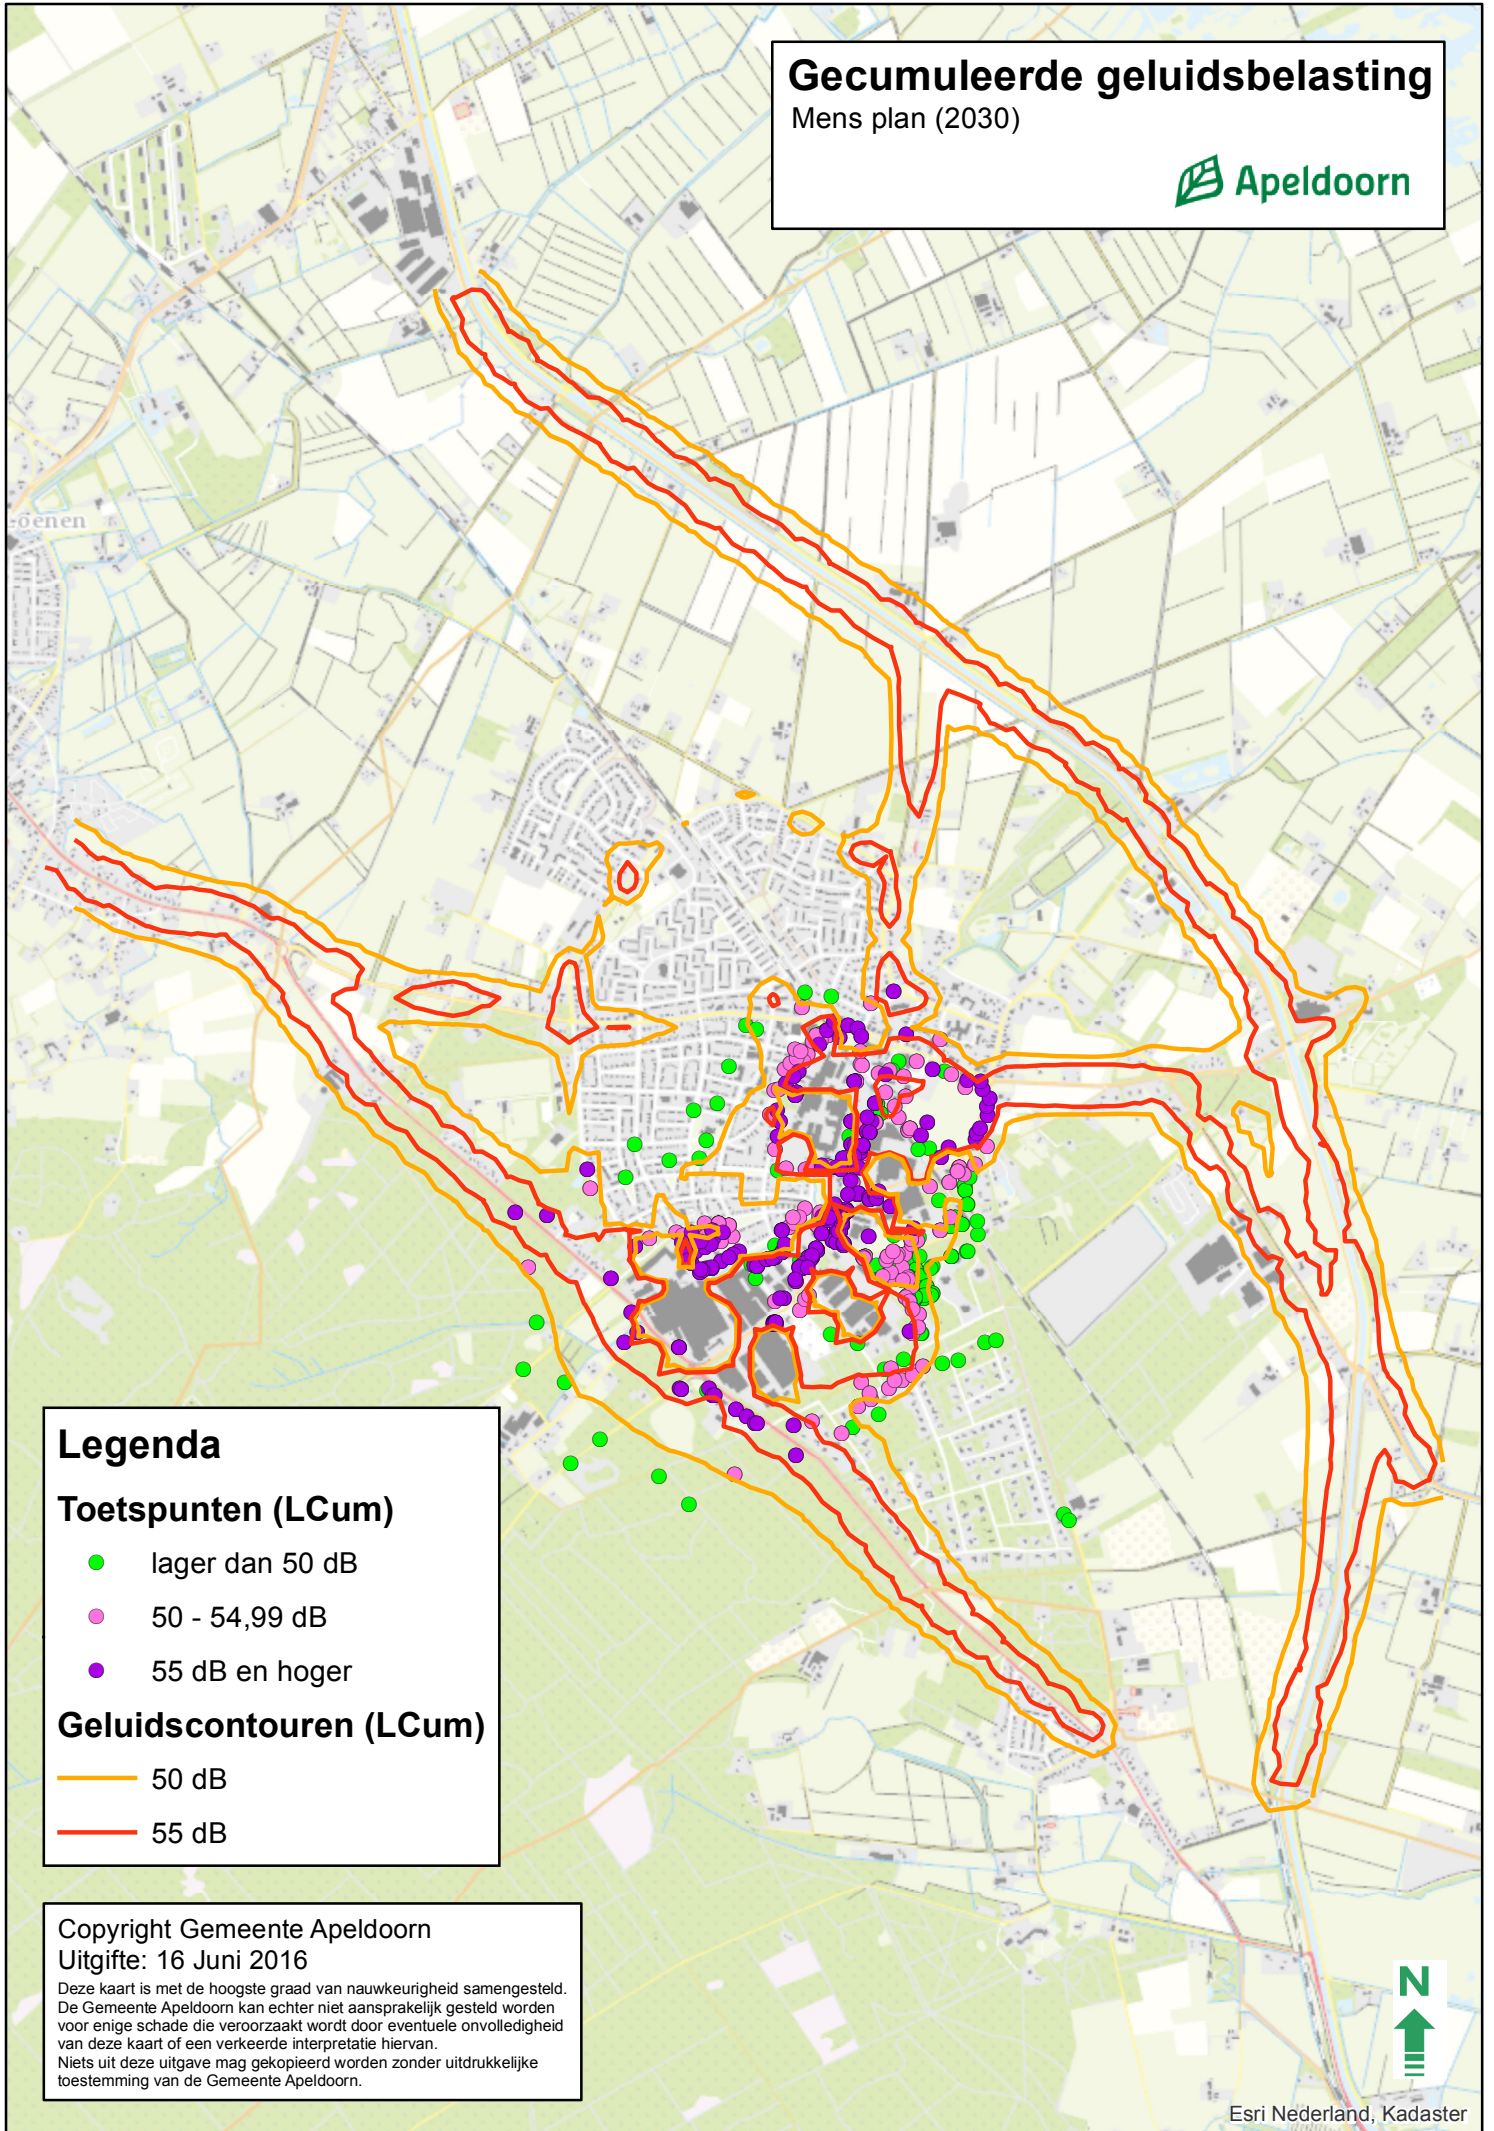 Gecumuleerde geluidsbelasting
Mens plan (2030)
Apeldoorn
oenen
Legenda
Toetspunten (LCum)
lager dan 50 dB
50 - 54,99 dB
55 dB en hoger
Geluidscontouren (LCum)
50 dB
55 dB
Copyright Gemeente Apeldoorn
Uitgifte: 16 Juni 2016
Deze kaart is met de hoogste graad van nauwkeurigheid samengesteld.
De Gemeente Apeldoorn kan echter niet aansprakelijk gesteld worden
voor enige schade die veroorzaakt wordt door eventuele onvolledigheid
van deze kaart of een verkeerde interpretatie hiervan.
Niets uit deze uitgave mag gekopieerd worden zonder uitdrukkelijke
toestemming van de Gemeente Apeldoorn.
N
Esri Nederland, Kadaster